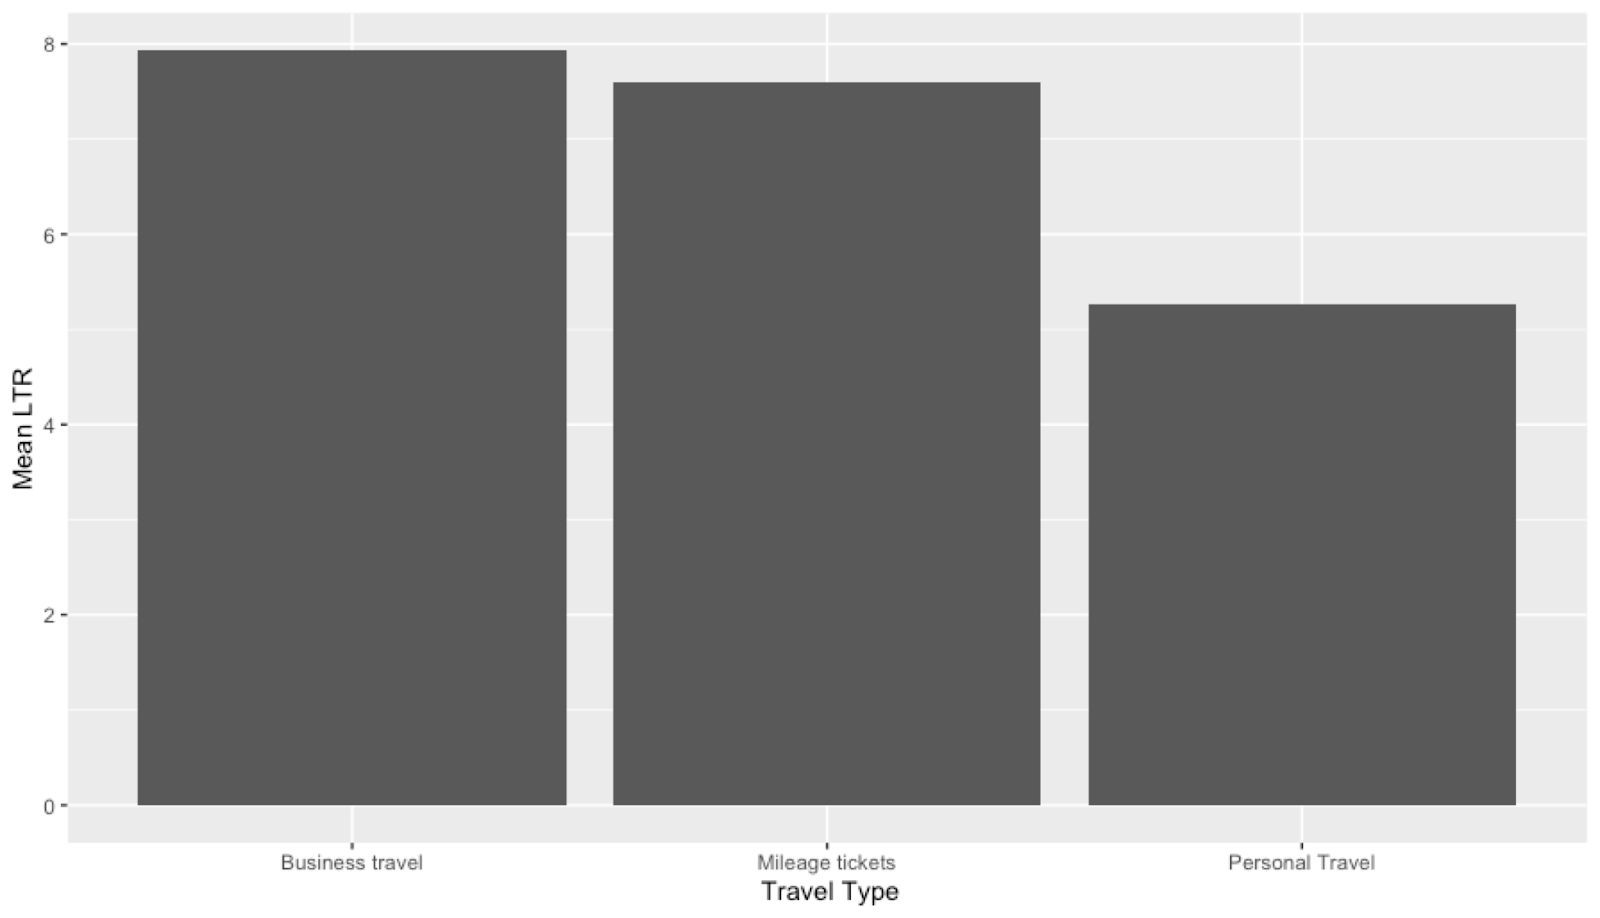 8
6
4
2
0
Mean LTR
Business travel
Mileage tickets
Personal Travel
Travel Type